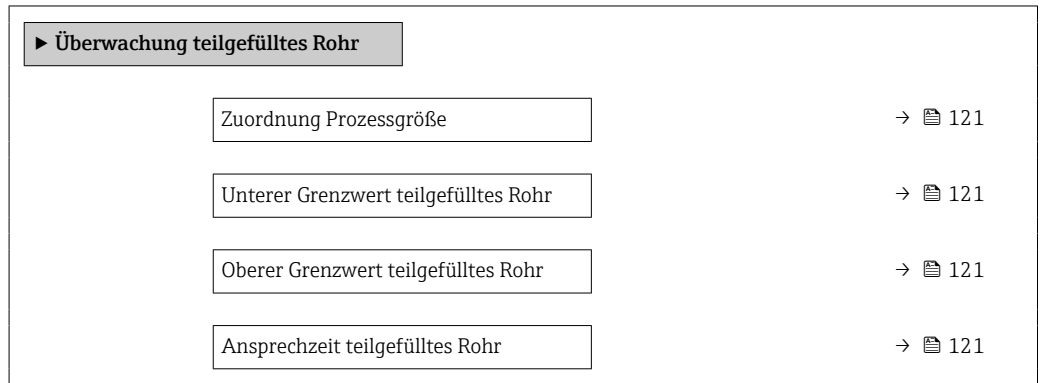 ▶ Überwachung teilgefülltes Rohr
Zuordnung Prozessgröße → 121
Unterer Grenzwert teilgefülltes Rohr → 121
Oberer Grenzwert teilgefülltes Rohr → 121
Ansprechzeit teilgefülltes Rohr → 121